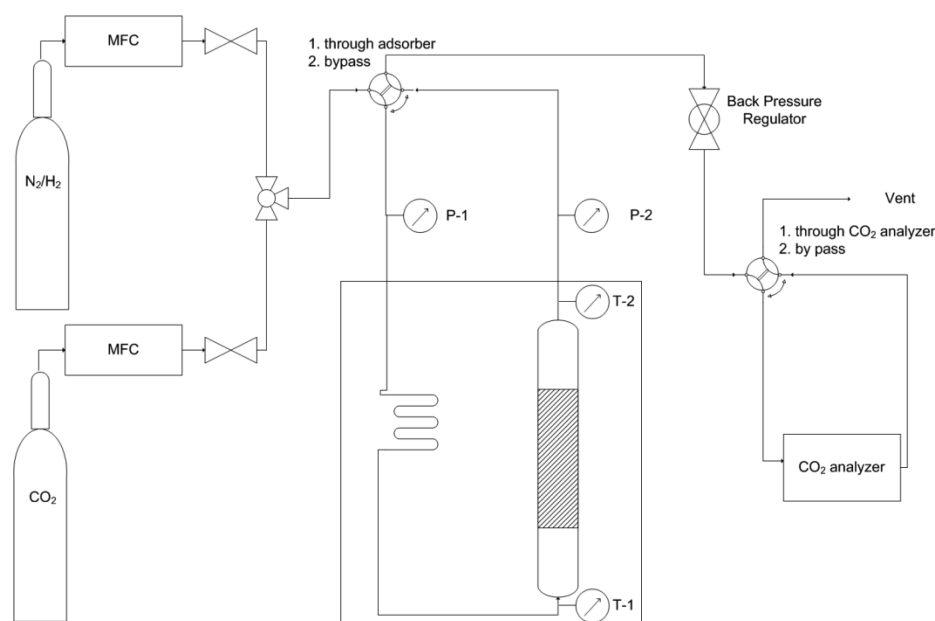 MFC
1. through adsorber
2. bypass
Back Pressure
Regulator
N₂/H₂
P-1
P-2
Vent
1. through CO₂ analyzer
2. by pass
T-2
MFC
CO₂ analyzer
CO₂
T-1